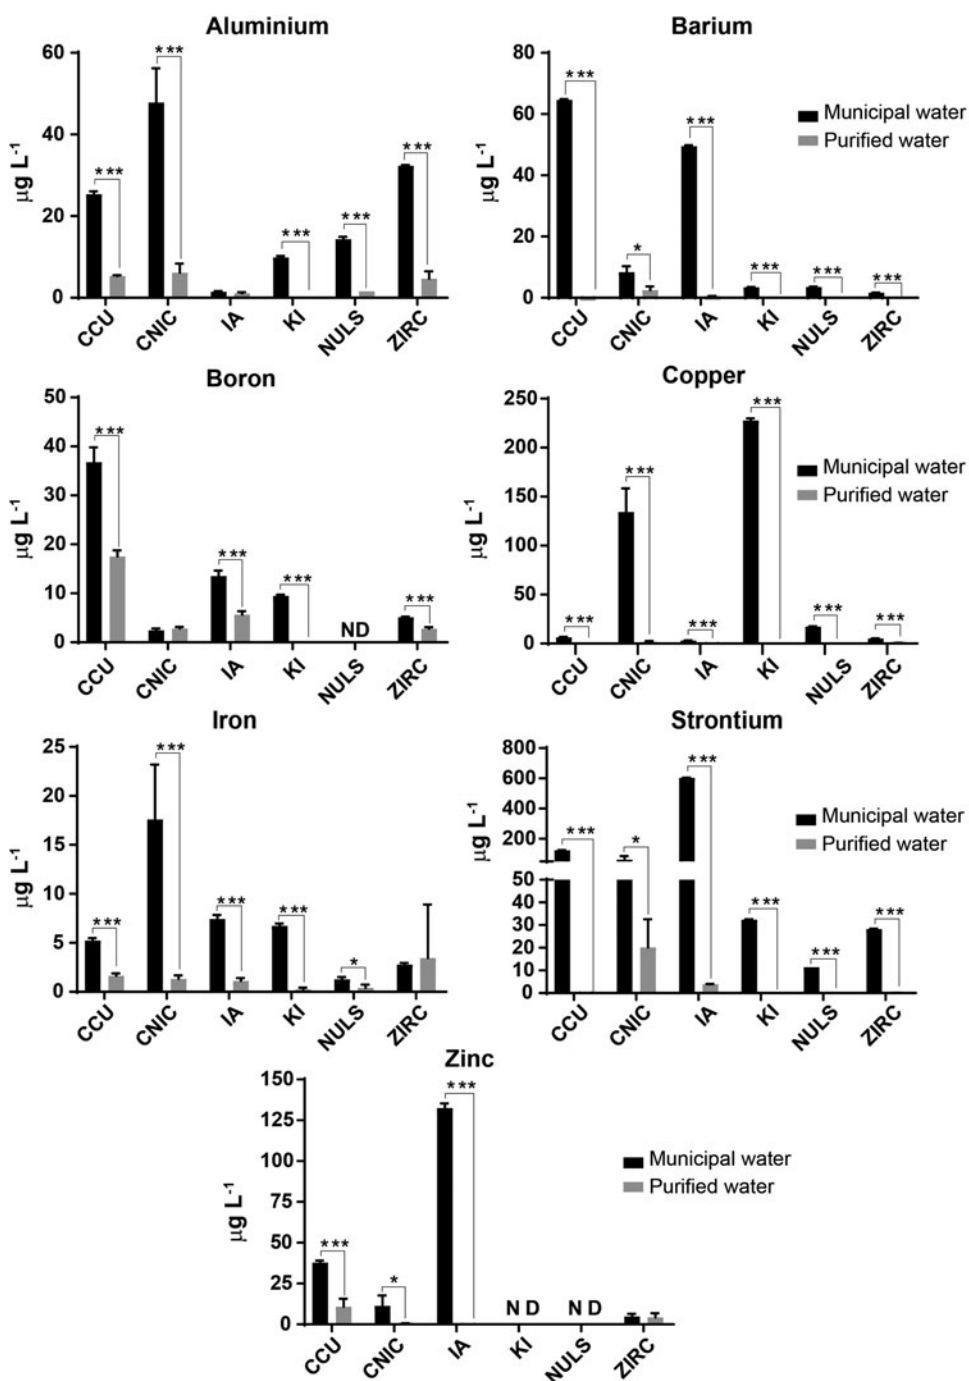 Aluminium
60
40
20
0
μg L-1
***
***
***
***
***
CCU
CNIC
IA
KI
NULS
ZIRC
Barium
80
60
40
20
0
μg L-1
***
*
***
***
***
***
CCU
CNIC
IA
KI
NULS
ZIRC
Municipal water
Purified water
Boron
50
40
30
20
10
0
μg L-1
***
***
***
ND
***
CCU
CNIC
IA
KI
NULS
ZIRC
Copper
250
200
150
100
50
0
μg L-1
***
***
***
***
***
***
CCU
CNIC
IA
KI
NULS
ZIRC
Municipal water
Purified water
Iron
25
20
15
10
5
0
μg L-1
***
***
***
***
*
CCU
CNIC
IA
KI
NULS
ZIRC
Strontium
800
600
400
200
50
40
30
20
10
0
μg L-1
***
*
***
***
***
***
CCU
CNIC
IA
KI
NULS
ZIRC
Municipal water
Purified water
Zinc
150
125
100
75
50
25
0
μg L-1
***
*
***
N D
N D
CCU
CNIC
IA
KI
NULS
ZIRC
Municipal water
Purified water